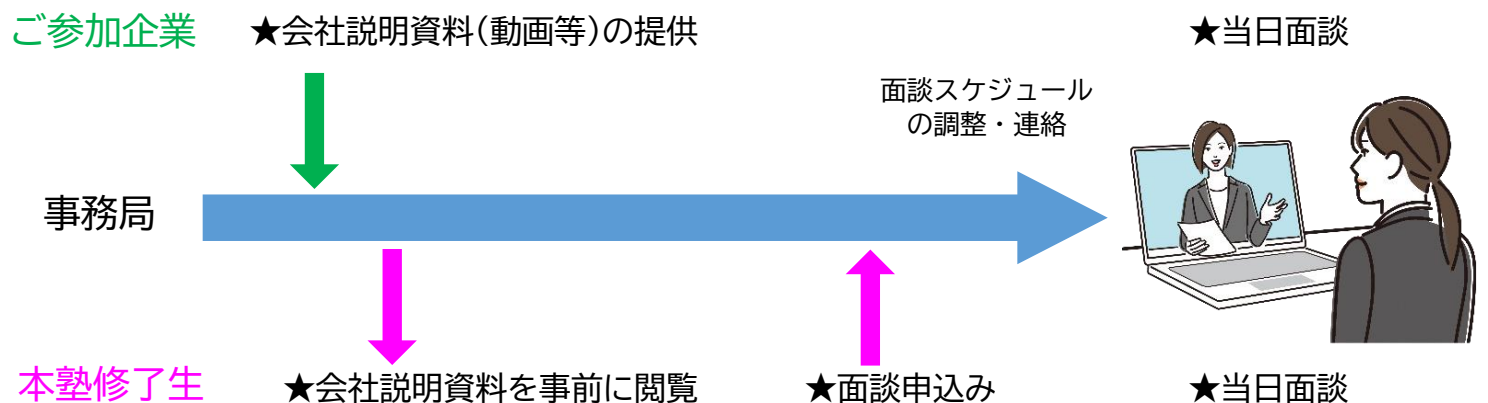 ご参加企業 ★会社説明資料(動画等)の提供 ★当日面談
面談スケジュール
の調整・連絡
事務局
本塾修了生 ★会社説明資料を事前に閲覧 ★面談申込み ★当日面談